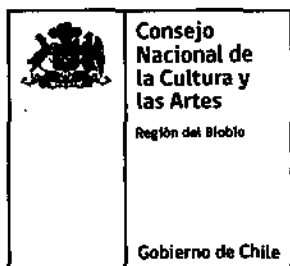 Consejo
Nacional de
la Cultura y
las Artes
Región del Biobío
Gobierno de Chile